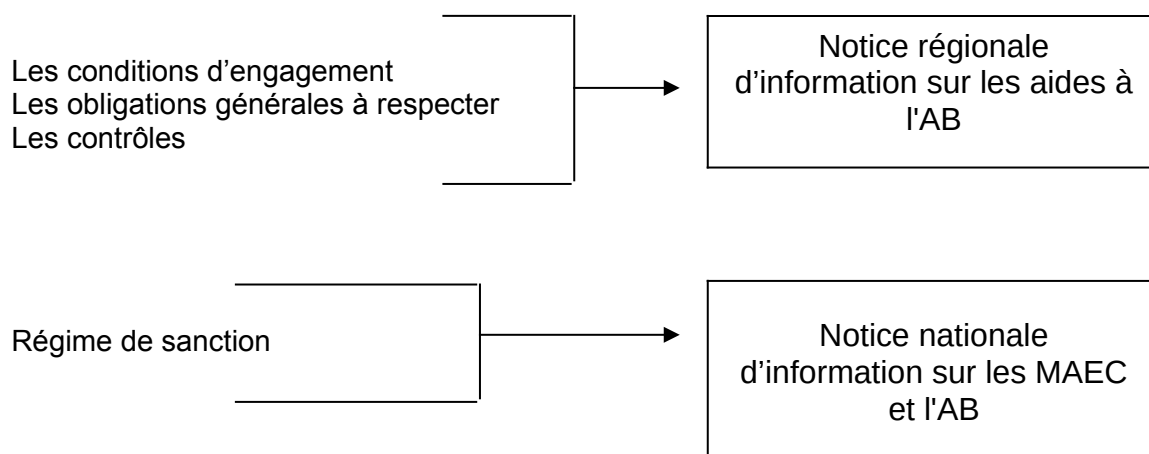 Les conditions d’engagement
Les obligations générales à respecter
Les contrôles
Notice régionale
d’information sur les aides à
l'AB
Régime de sanction
Notice nationale
d’information sur les MAEC
et l'AB